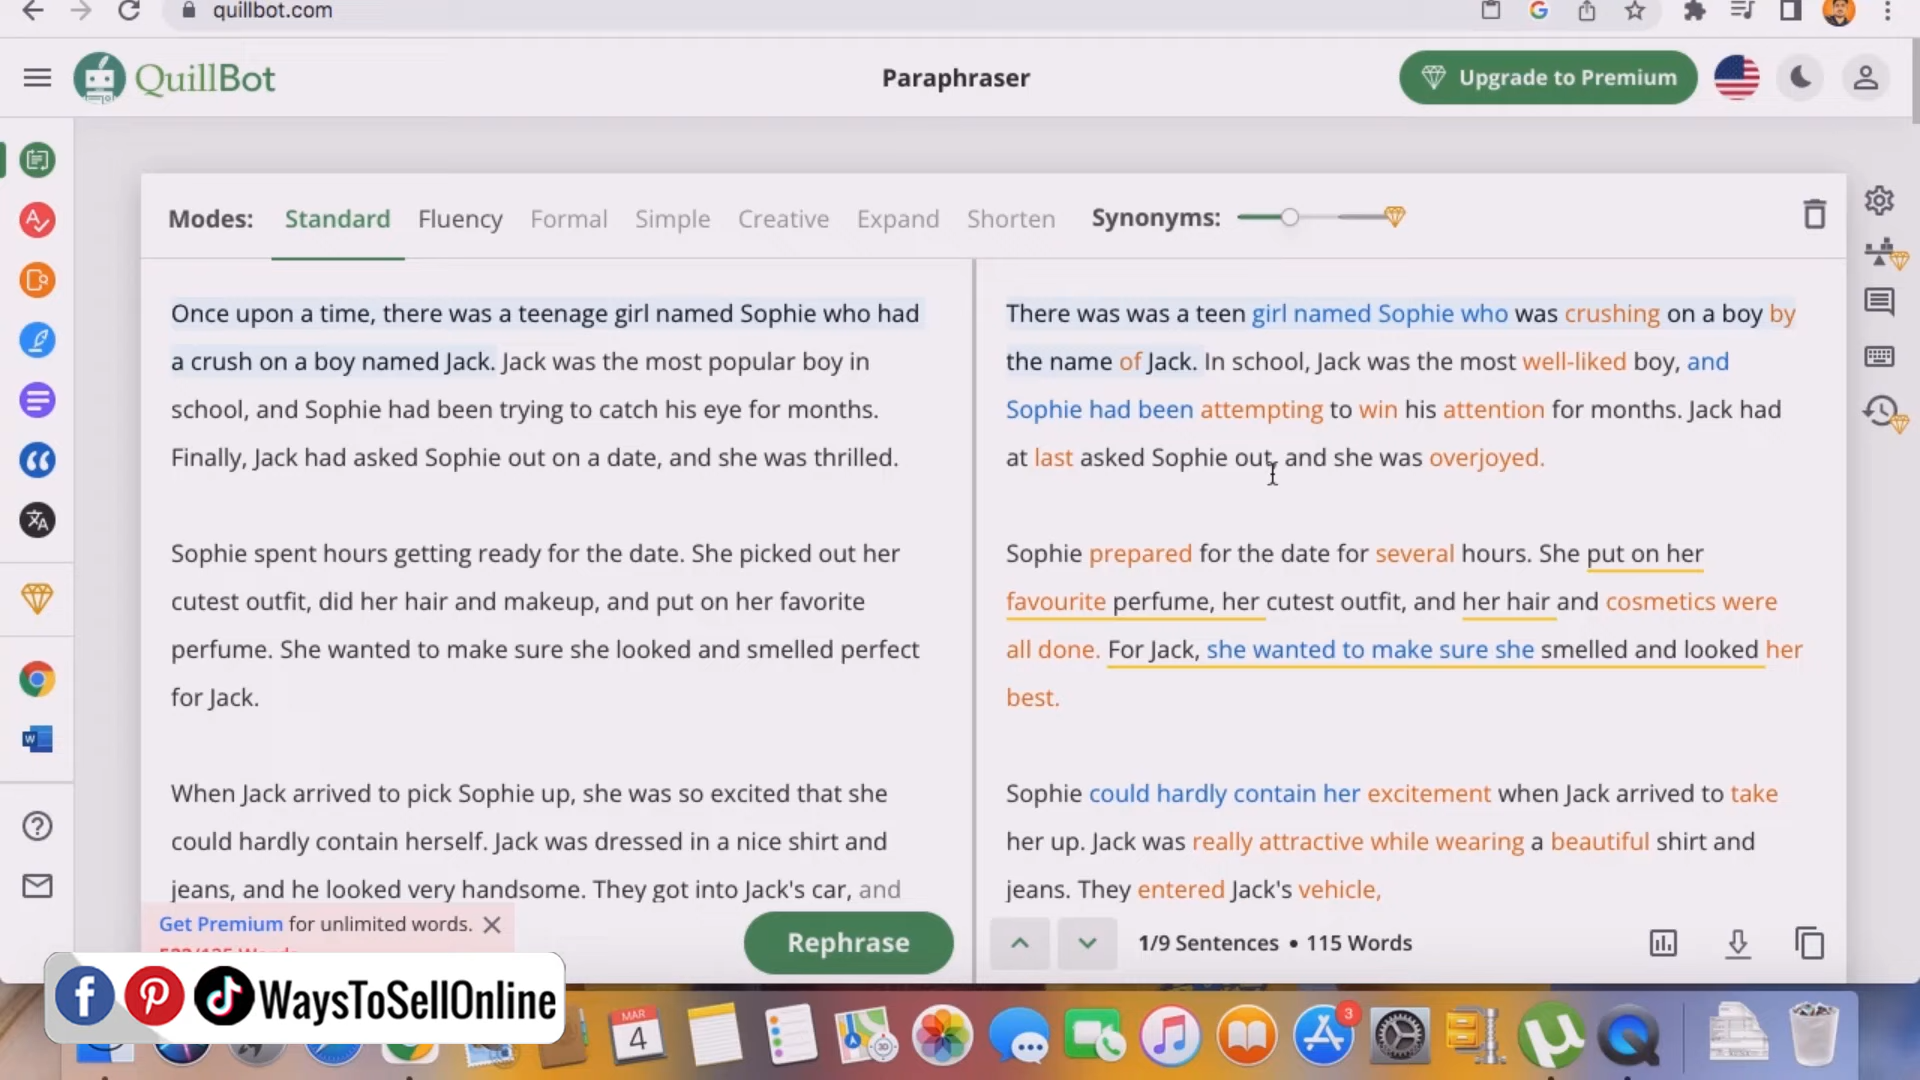 quillbot.com
QuillBot
Paraphraser
Upgrade to Premium
Modes: Standard Fluency Formal Simple Creative Expand Shorten Synonyms:
Once upon a time, there was a teenage girl named Sophie who had
a crush on a boy named Jack. Jack was the most popular boy in
school, and Sophie had been trying to catch his eye for months.
Finally, Jack had asked Sophie out on a date, and she was thrilled.
Sophie spent hours getting ready for the date. She picked out her
cutest outfit, did her hair and makeup, and put on her favorite
perfume. She wanted to make sure she looked and smelled perfect
for Jack.
When Jack arrived to pick Sophie up, she was so excited that she
could hardly contain herself. Jack was dressed in a nice shirt and
jeans, and he looked very handsome. They got into Jack's car, and
There was was a teen girl named Sophie who was crushing on a boy by
the name of Jack. In school, Jack was the most well-liked boy, and
Sophie had been attempting to win his attention for months. Jack had
at last asked Sophie out, and she was overjoyed.
Sophie prepared for the date for several hours. She put on her
favourite perfume, her cutest outfit, and her hair and cosmetics were
all done. For Jack, she wanted to make sure she smelled and looked her
best.
Sophie could hardly contain her excitement when Jack arrived to take
her up. Jack was really attractive while wearing a beautiful shirt and
jeans. They entered Jack's vehicle,
Get Premium for unlimited words.
Rephrase
1/9 Sentences • 115 Words
WaysToSellOnline
MAR
4
3